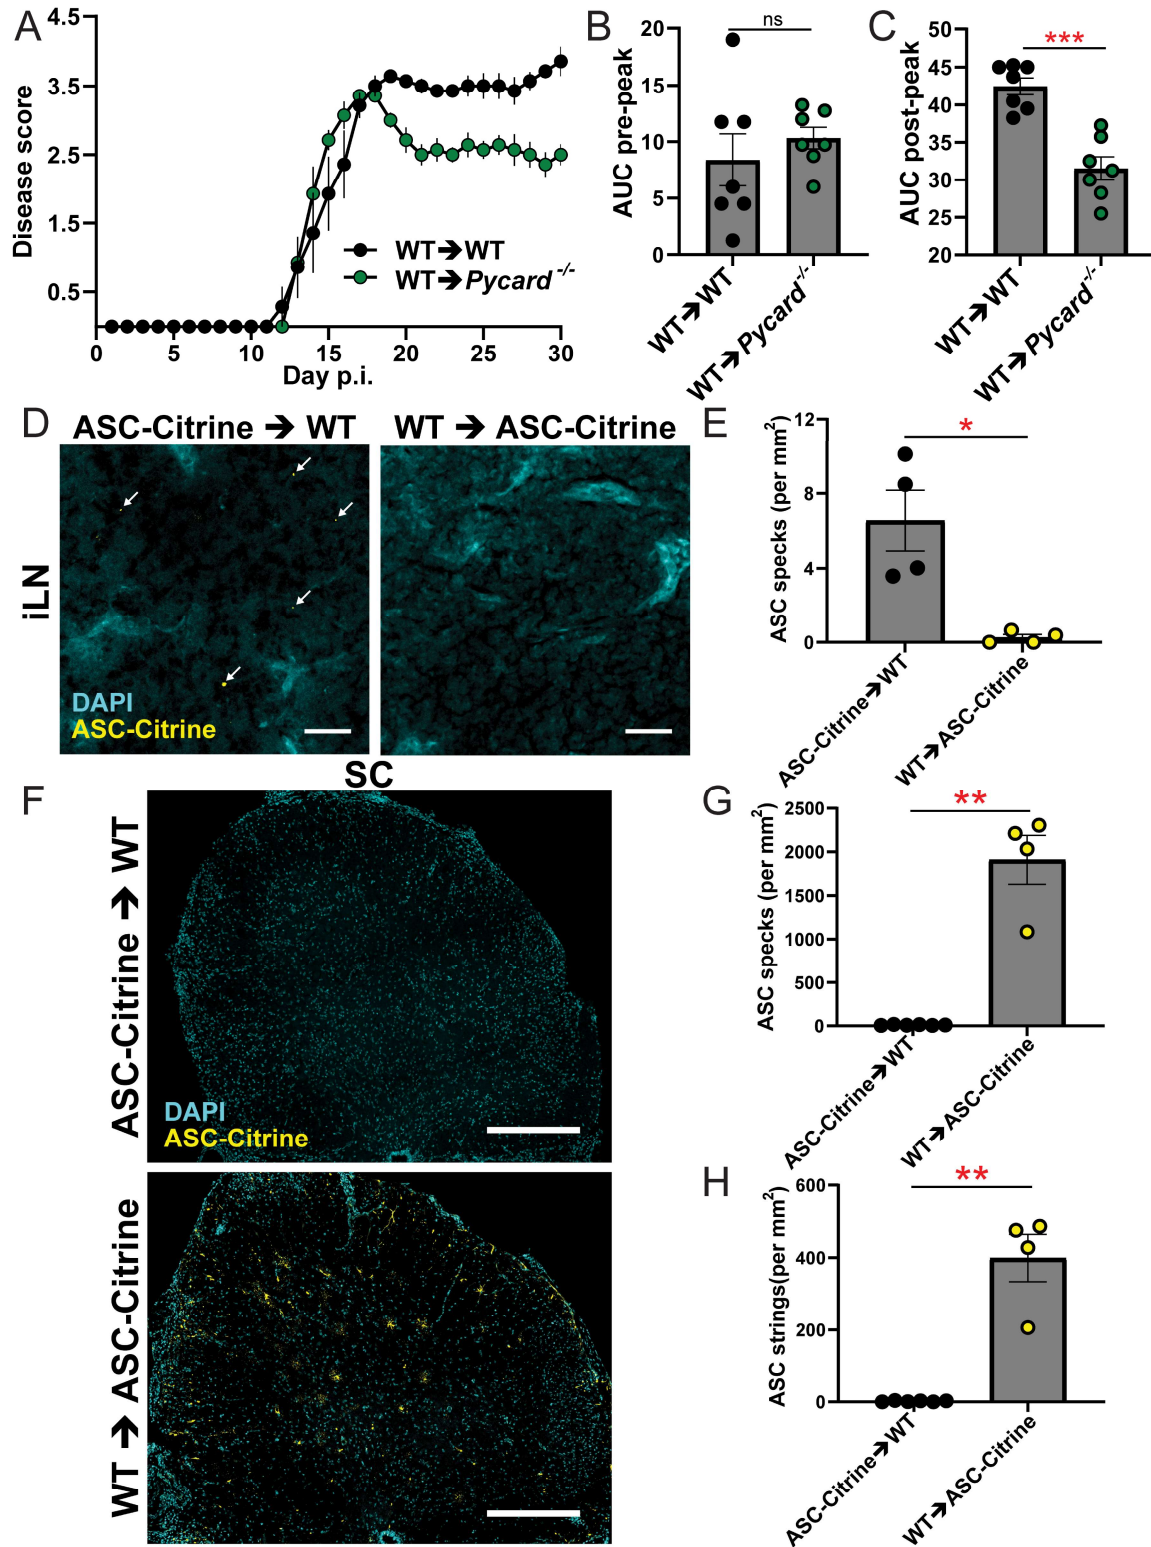 A
4.5
3.5
2.5
1.5
0.5
Disease score
0 5 10 15 20 25 30
Day p.i.
WT➔WT
WT➔Pycard-/-
B
20
15
10
5
0
AUC pre-peak
ns
WT➔WT
WT➔Pycard-/-
C
50
45
40
35
30
25
20
AUC post-peak
***
WT➔WT
WT➔Pycard-/-
D
ASC-Citrine ➔ WT
WT ➔ ASC-Citrine
iLN
DAPI
ASC-Citrine
E
12
8
4
0
ASC specks (per mm2)
*
ASC-Citrine➔WT
WT➔ASC-Citrine
F
SC
ASC-Citrine ➔ WT
DAPI
ASC-Citrine
WT ➔ ASC-Citrine
G
2500
2000
1500
1000
500
0
ASC specks (per mm2)
**
ASC-Citrine➔WT
WT➔ASC-Citrine
H
600
400
200
0
ASC strings(per mm2)
**
ASC-Citrine➔WT
WT➔ASC-Citrine